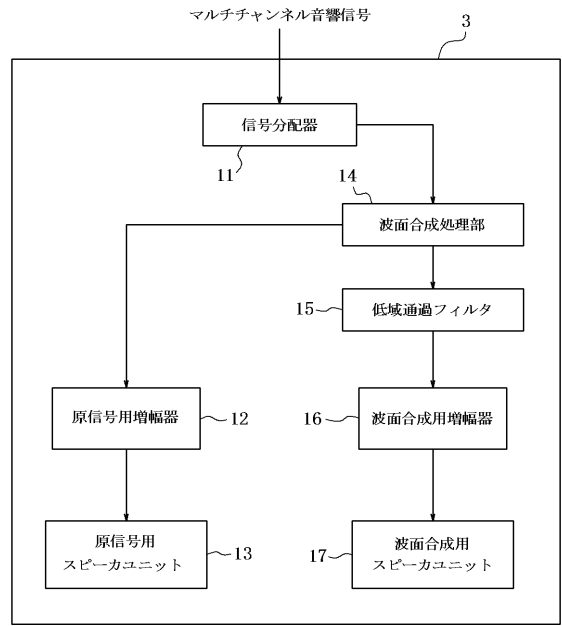 マルチチャンネル音響信号
3
信号分配器
11
14
波面合成処理部
15
低域通過フィルタ
原信号用増幅器
12
16
波面合成用増幅器
原信号用
スピーカユニット
13
17
波面合成用
スピーカユニット